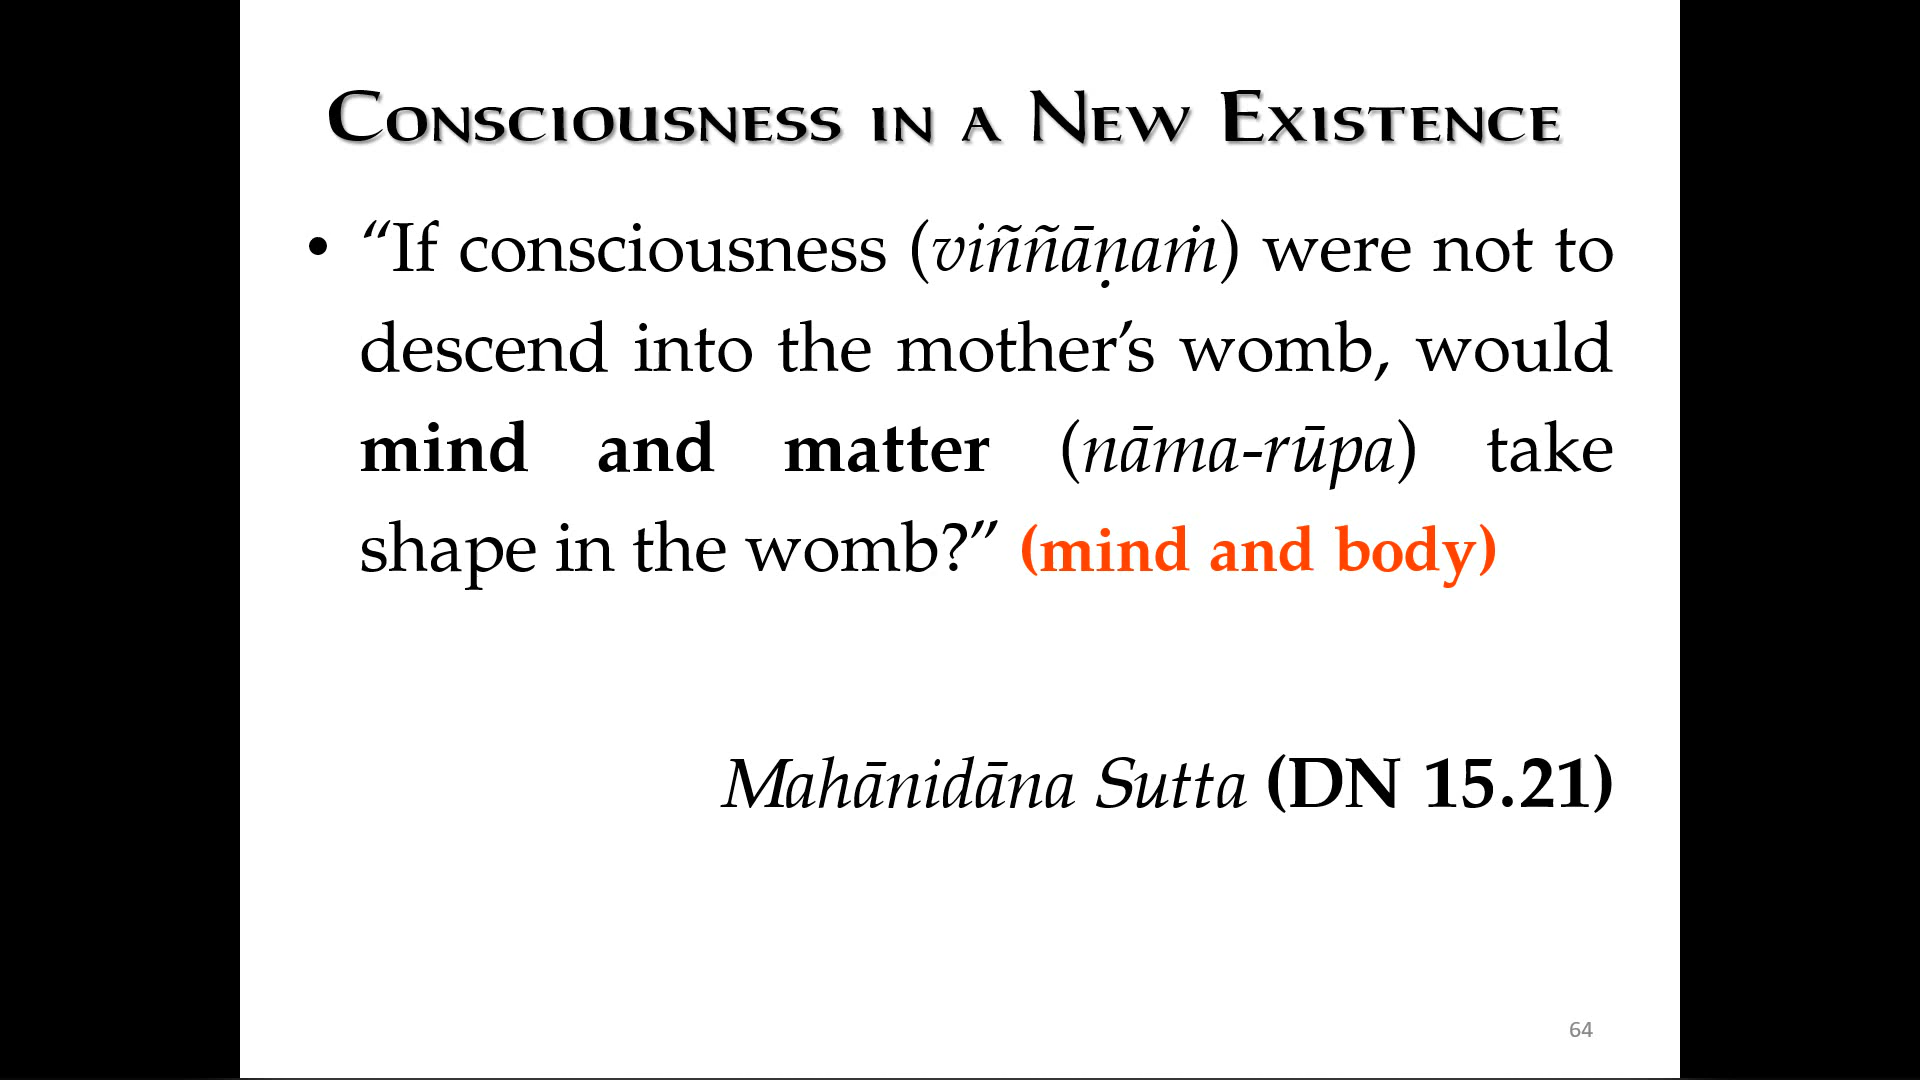 Consciousness in a New Existence
• “If consciousness (viññāṇaṁ) were not to
descend into the mother’s womb, would
mind and matter (nāma-rūpa) take
shape in the womb?” (mind and body)
Mahānidāna Sutta (DN 15.21)
64